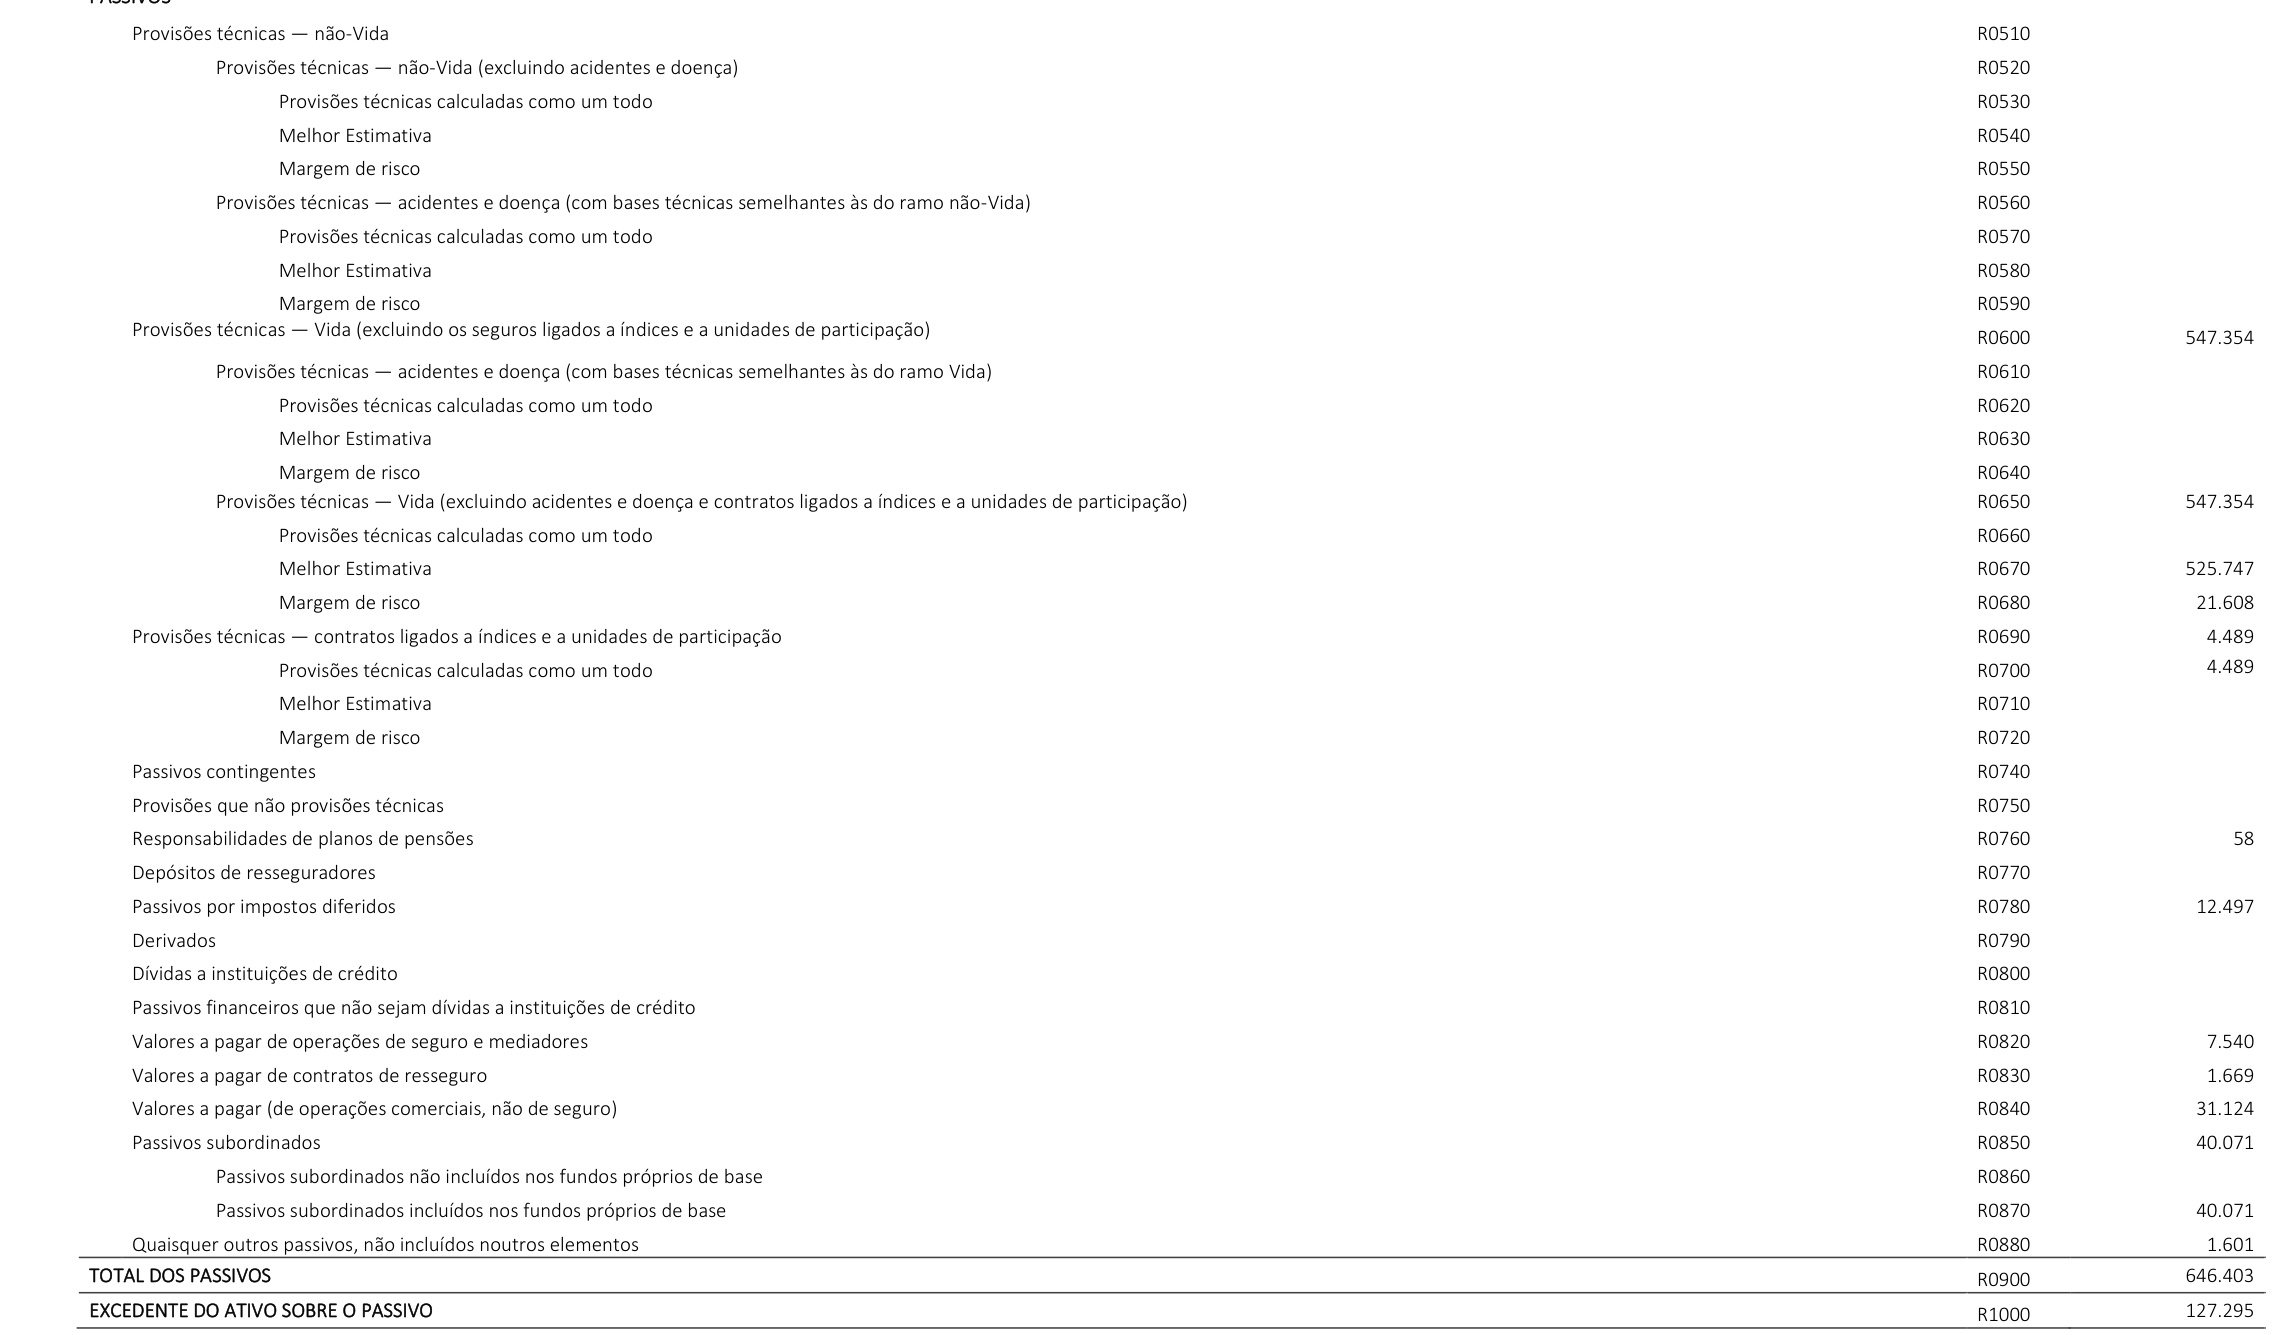 PASSIVOS
Provisões técnicas — não-Vida R0510
Provisões técnicas — não-Vida (excluindo acidentes e doença) R0520
Provisões técnicas calculadas como um todo R0530
Melhor Estimativa R0540
Margem de risco R0550
Provisões técnicas — acidentes e doença (com bases técnicas semelhantes às do ramo não-Vida) R0560
Provisões técnicas calculadas como um todo R0570
Melhor Estimativa R0580
Margem de risco R0590
Provisões técnicas — Vida (excluindo os seguros ligados a índices e a unidades de participação) R0600 547.354
Provisões técnicas — acidentes e doença (com bases técnicas semelhantes às do ramo Vida) R0610
Provisões técnicas calculadas como um todo R0620
Melhor Estimativa R0630
Margem de risco R0640
Provisões técnicas — Vida (excluindo acidentes e doença e contratos ligados a índices e a unidades de participação) R0650 547.354
Provisões técnicas calculadas como um todo R0660
Melhor Estimativa R0670 525.747
Margem de risco R0680 21.608
Provisões técnicas — contratos ligados a índices e a unidades de participação R0690 4.489
Provisões técnicas calculadas como um todo R0700 4.489
Melhor Estimativa R0710
Margem de risco R0720
Passivos contingentes R0740
Provisões que não provisões técnicas R0750
Responsabilidades de planos de pensões R0760 58
Depósitos de resseguradores R0770
Passivos por impostos diferidos R0780 12.497
Derivados R0790
Dívidas a instituições de crédito R0800
Passivos financeiros que não sejam dívidas a instituições de crédito R0810
Valores a pagar de operações de seguro e mediadores R0820 7.540
Valores a pagar de contratos de resseguro R0830 1.669
Valores a pagar (de operações comerciais, não de seguro) R0840 31.124
Passivos subordinados R0850 40.071
Passivos subordinados não incluídos nos fundos próprios de base R0860
Passivos subordinados incluídos nos fundos próprios de base R0870 40.071
Quaisquer outros passivos, não incluídos noutros elementos R0880 1.601
TOTAL DOS PASSIVOS R0900 646.403
EXCEDENTE DO ATIVO SOBRE O PASSIVO R1000 127.295